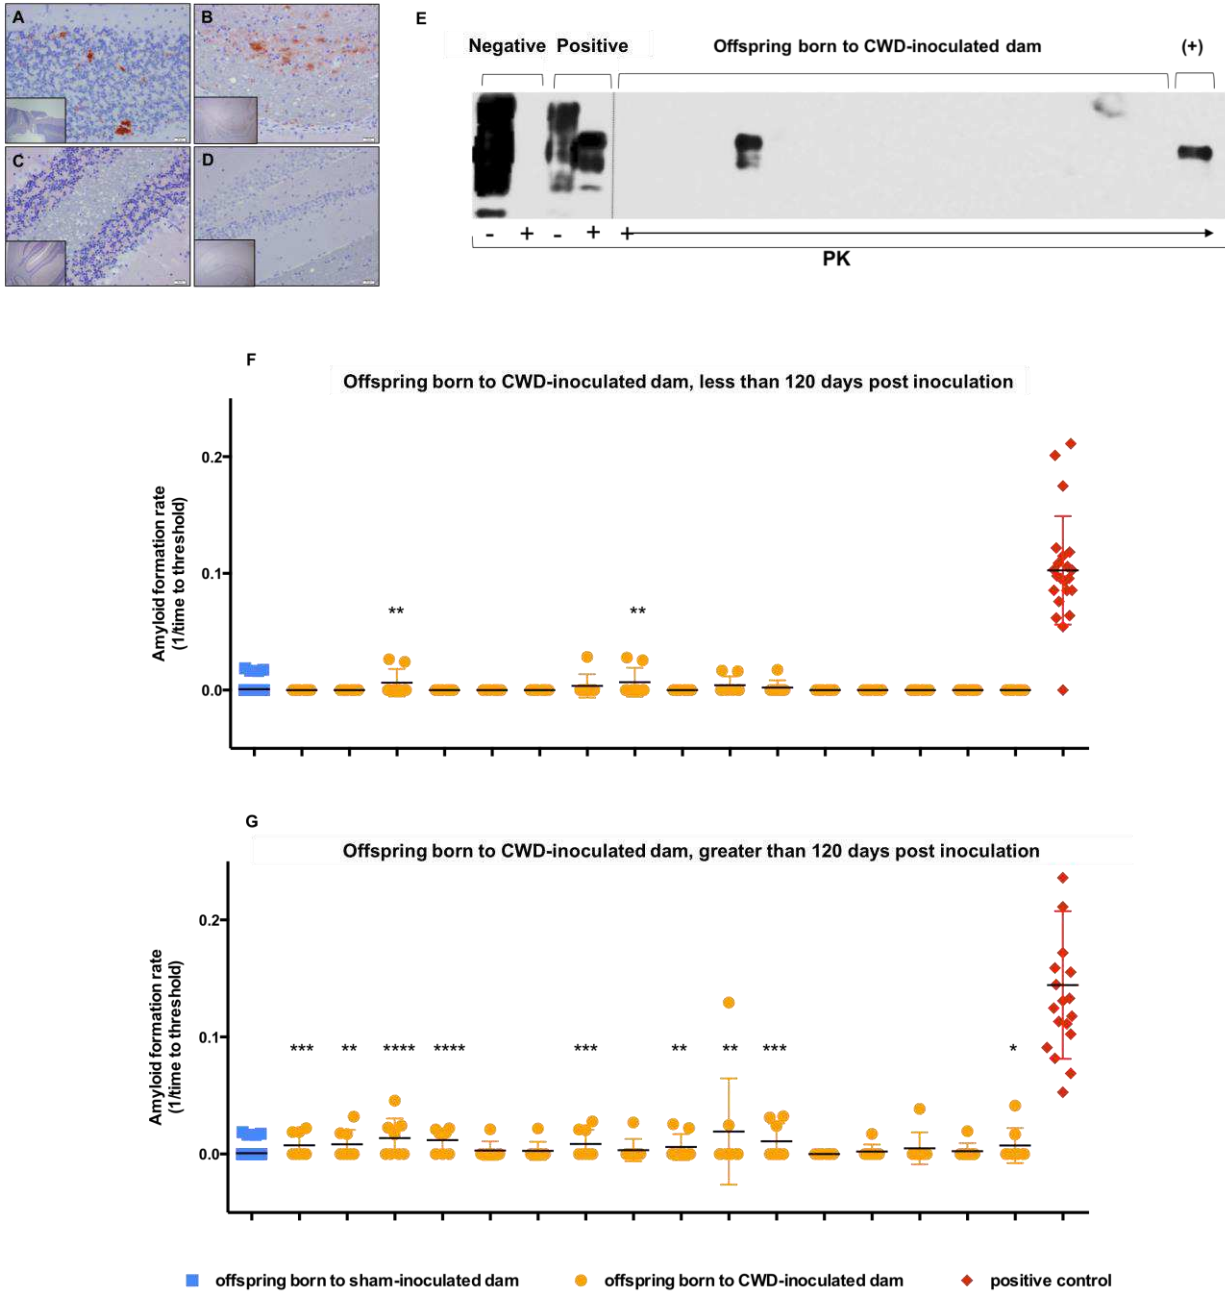 A
B
C
D
E
Negative Positive Offspring born to CWD-inoculated dam (+)
- + - + +
PK
F
Offspring born to CWD-inoculated dam, less than 120 days post inoculation
Amyloid formation rate
(1/time to threshold)
0.2
0.1
0.0
** **
G
Offspring born to CWD-inoculated dam, greater than 120 days post inoculation
Amyloid formation rate
(1/time to threshold)
0.2
0.1
0.0
*** ** **** **** *** ** ** *** *
offspring born to sham-inoculated dam offspring born to CWD-inoculated dam positive control